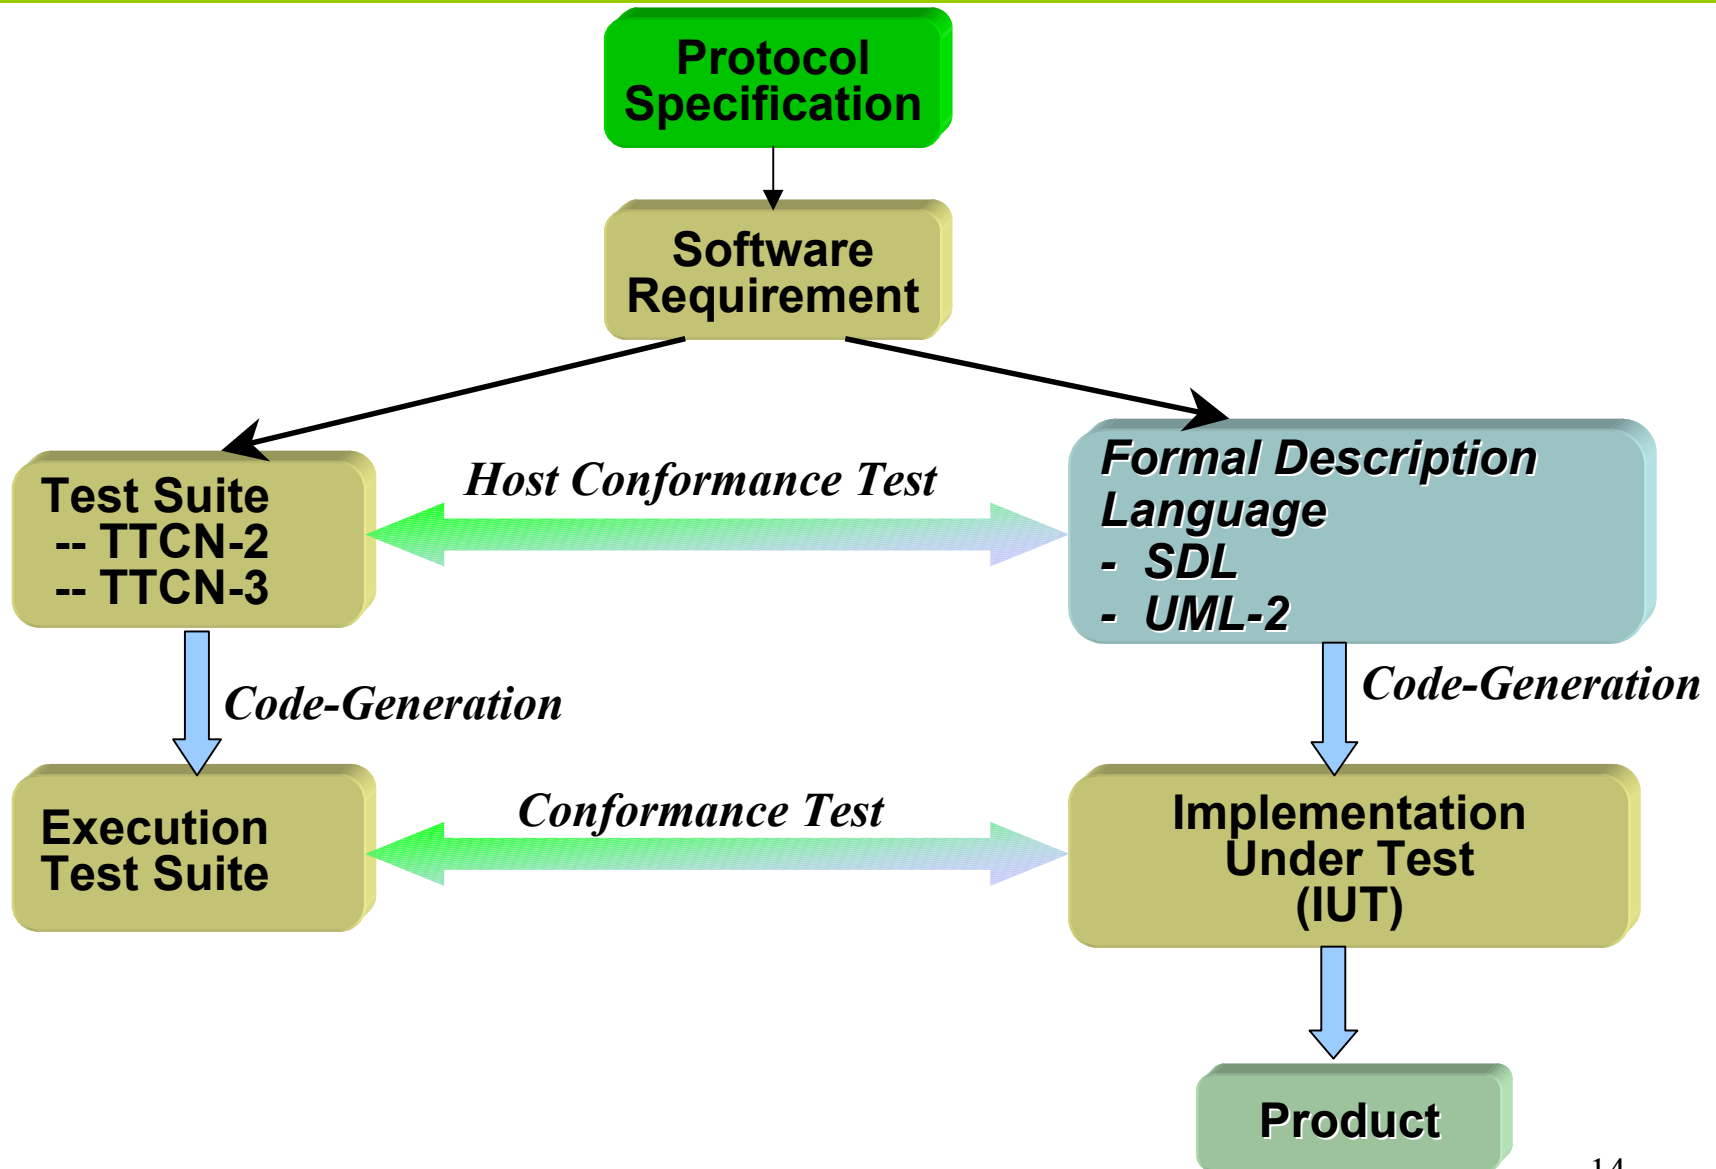 Protocol
Specification
Software
Requirement
Test Suite
-- TTCN-2
-- TTCN-3
Host Conformance Test
Formal Description
Language
- SDL
- UML-2
Code-Generation
Code-Generation
Execution
Test Suite
Conformance Test
Implementation
Under Test
(IUT)
Product
14